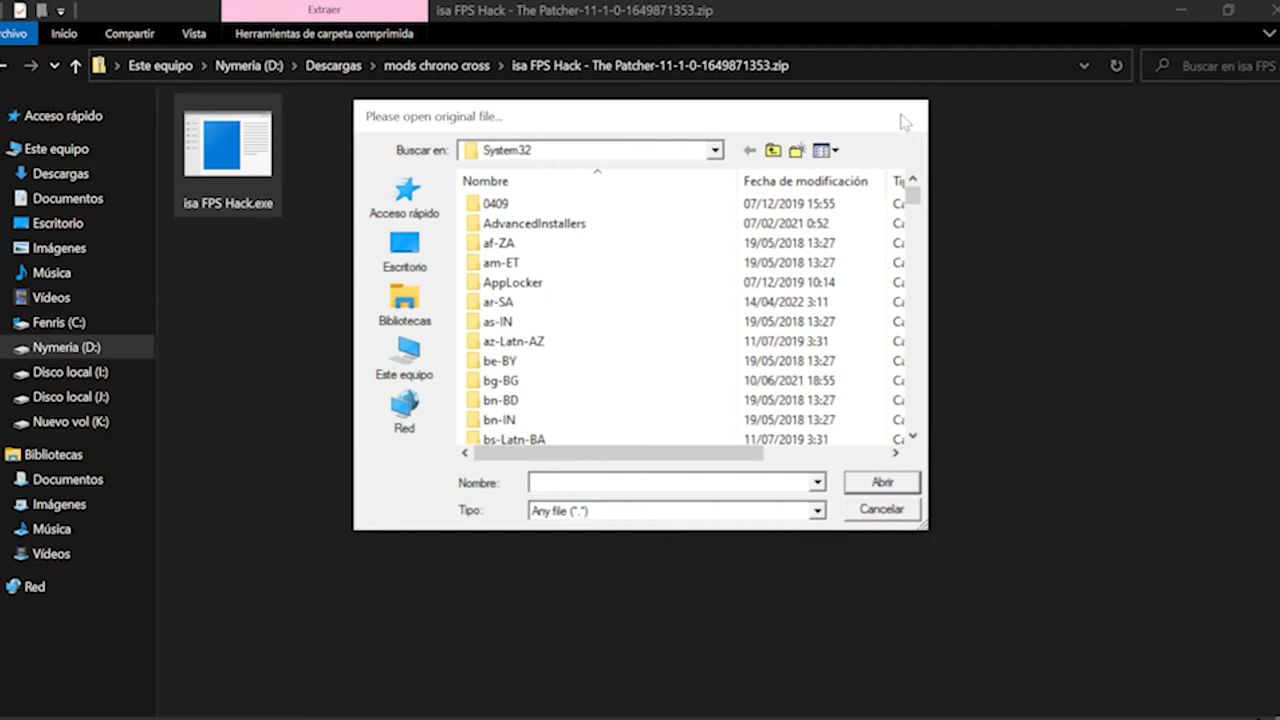 Extraer
isa FPS Hack - The Patcher-11-1-0-1649871353.zip
rchivo
Inicio
Compartir
Vista
Herramientas de carpeta comprimida
Este equipo
Nymeria (D:)
Descargas
mods chrono cross
isa FPS Hack - The Patcher-11-1-0-1649871353.zip
Buscar en isa FPS
Acceso rápido
Este equipo
Descargas
Documentos
Escritorio
Imágenes
Música
Vídeos
Fenris (C:)
Nymeria (D:)
Disco local (I:)
Disco local (J:)
Nuevo vol (K:)
Bibliotecas
Documentos
Imágenes
Música
Vídeos
Red
isa FPS Hack.exe
Please open original file...
Buscar en:
System32
Acceso rápido
Escritorio
Bibliotecas
Este equipo
Red
Nombre Fecha de modificación Ti
0409 07/12/2019 15:55 Ca
AdvancedInstallers 07/02/2021 0:52 Ca
af-ZA 19/05/2018 13:27 Ca
am-ET 19/05/2018 13:27 Ca
AppLocker 07/12/2019 10:14 Ca
ar-SA 14/04/2022 3:11 Ca
as-IN 19/05/2018 13:27 Ca
az-Latn-AZ 11/07/2019 3:31 Ca
be-BY 19/05/2018 13:27 Ca
bg-BG 10/06/2021 18:55 Ca
bn-BD 19/05/2018 13:27 Ca
bn-IN 19/05/2018 13:27 Ca
bs-Latn-BA 11/07/2019 3:31 Ca
Nombre:
Abrir
Tipo:
Any file (*.*)
Cancelar